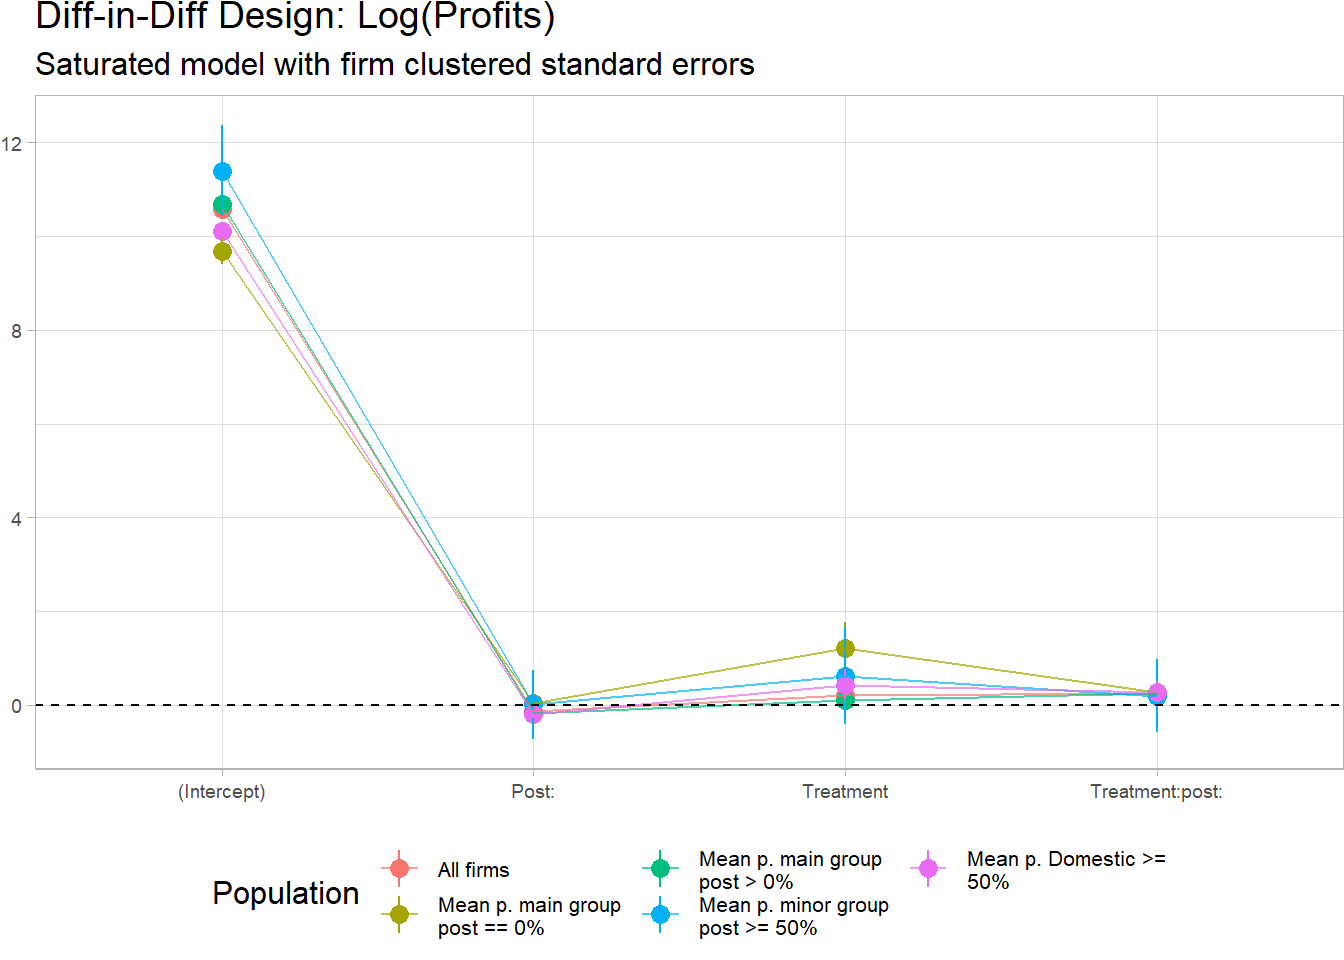 Diff-in-Diff Design: Log(Profits)
Saturated model with firm clustered standard errors
12
8
4
0
(Intercept)
Post:
Treatment
Treatment:post:
Population
All firms
Mean p. main group
post == 0%
Mean p. main group
post > 0%
Mean p. minor group
post >= 50%
Mean p. Domestic >=
50%